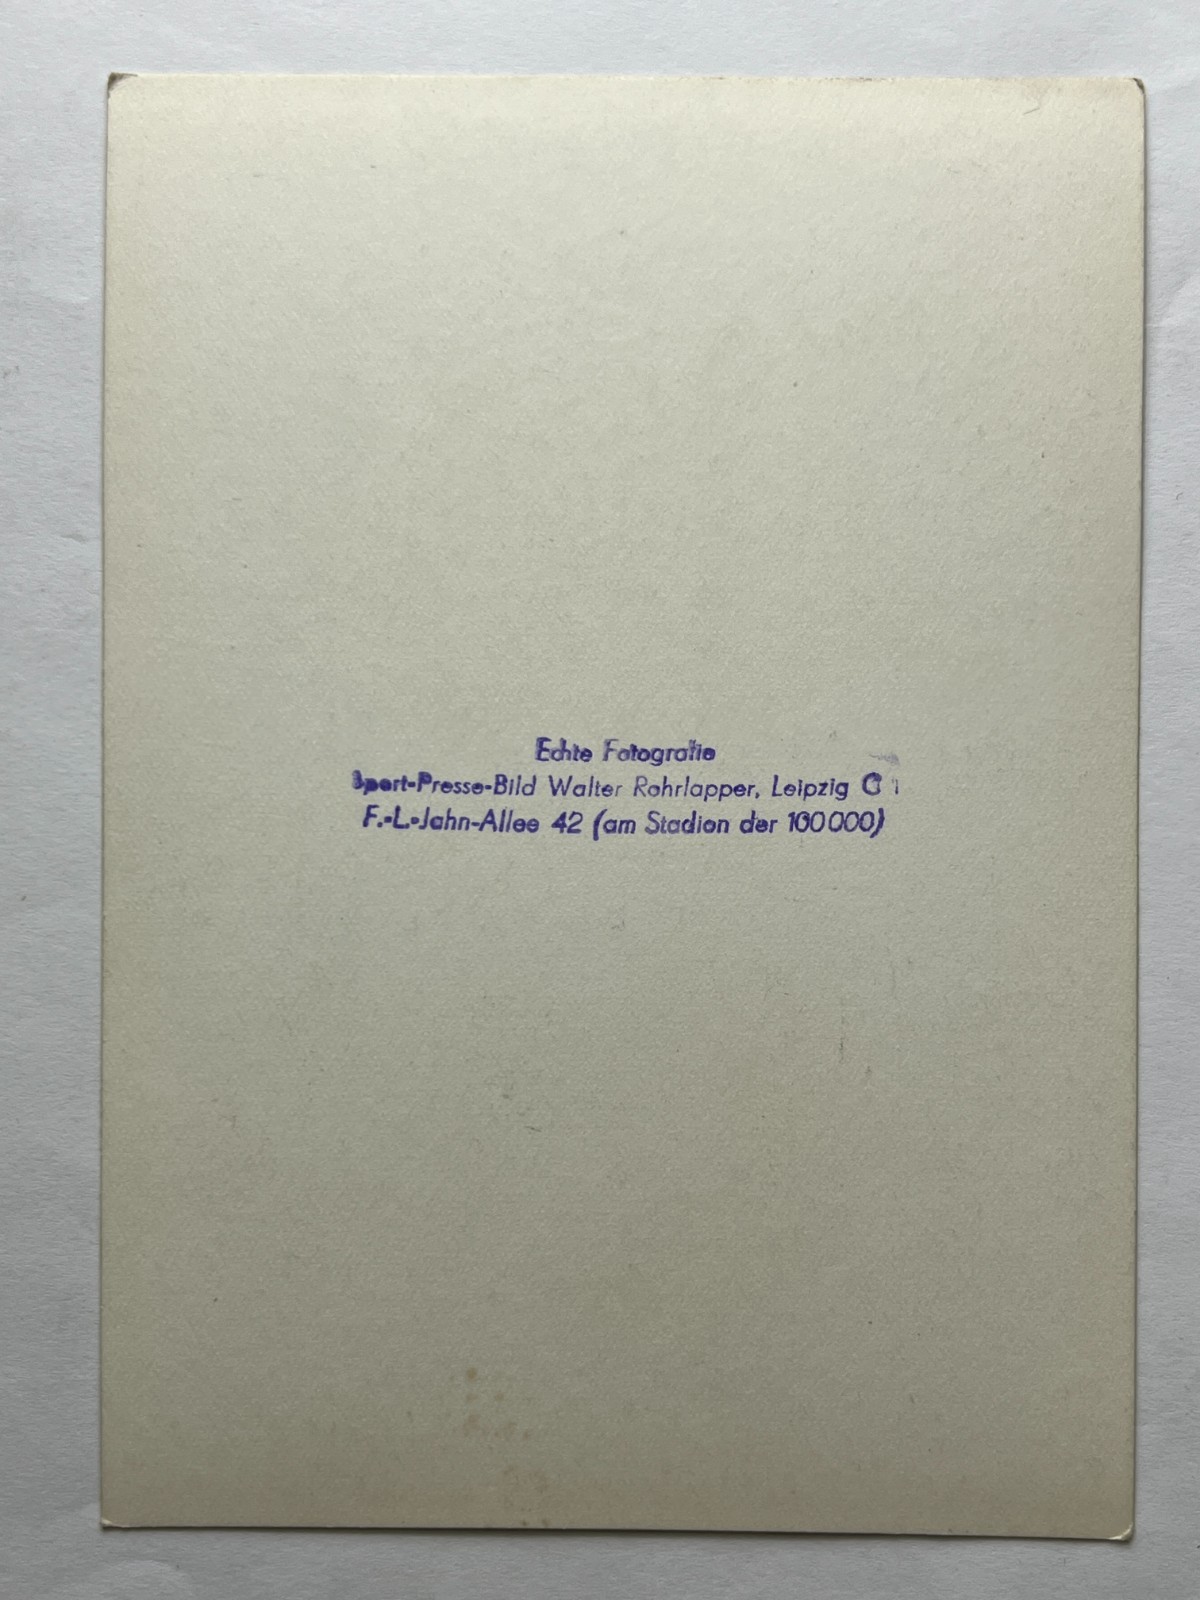 Echte Fotografie
Sport-Presse-Bild Walter Rohrlapper, Leipzig C 1
F.-L.-Jahn-Allee 42 (am Stadion der 100000)